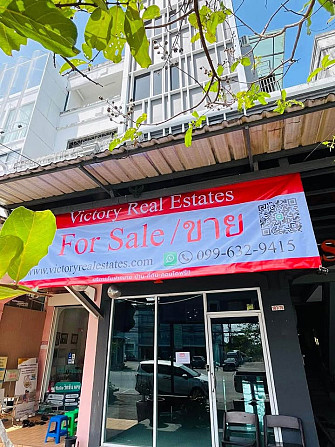 Victory Real Estates
For Sale/ขาย
www.victoryrealestates.com
099-632-9415